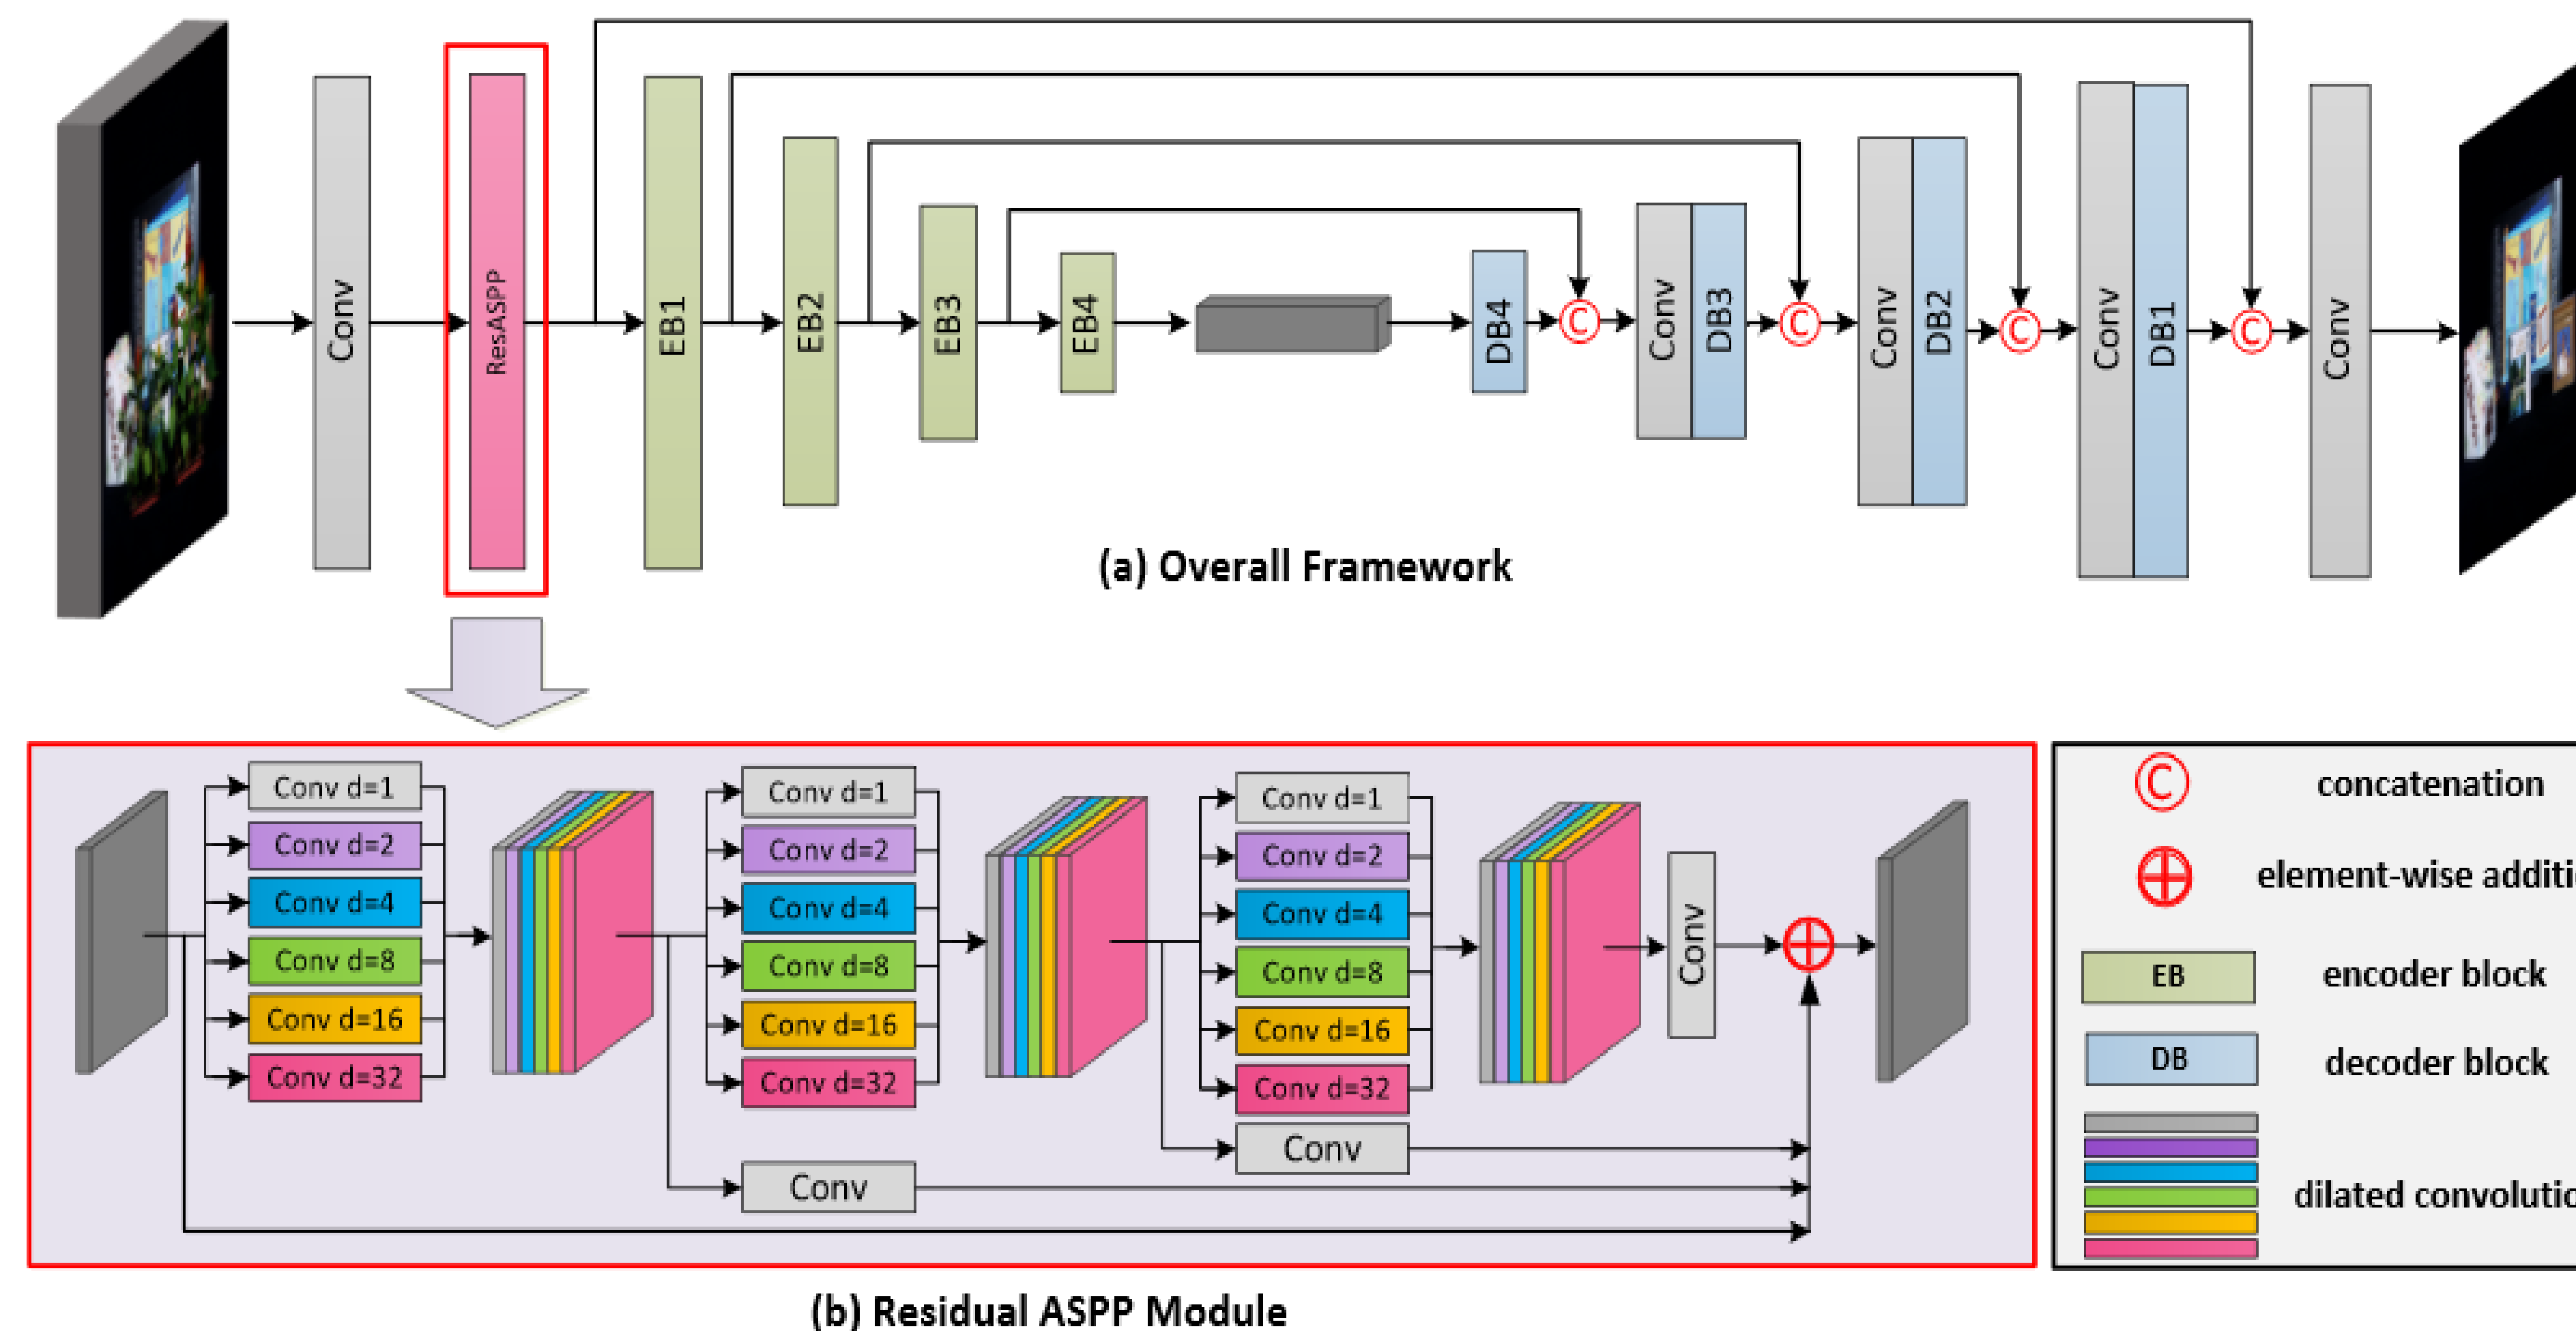 Conv
ResASPP
EB1
EB2
EB3
EB4
DB4
C
Conv
DB3
C
Conv
DB2
C
Conv
DB1
C
Conv
(a) Overall Framework
Conv d=1
Conv d=2
Conv d=4
Conv d=8
Conv d=16
Conv d=32
Conv d=1
Conv d=2
Conv d=4
Conv d=8
Conv d=16
Conv d=32
Conv
Conv d=1
Conv d=2
Conv d=4
Conv d=8
Conv d=16
Conv d=32
Conv
Conv
C concatenation
element-wise additi
EB encoder block
DB decoder block
dilated convolutio
(b) Residual ASPP Module